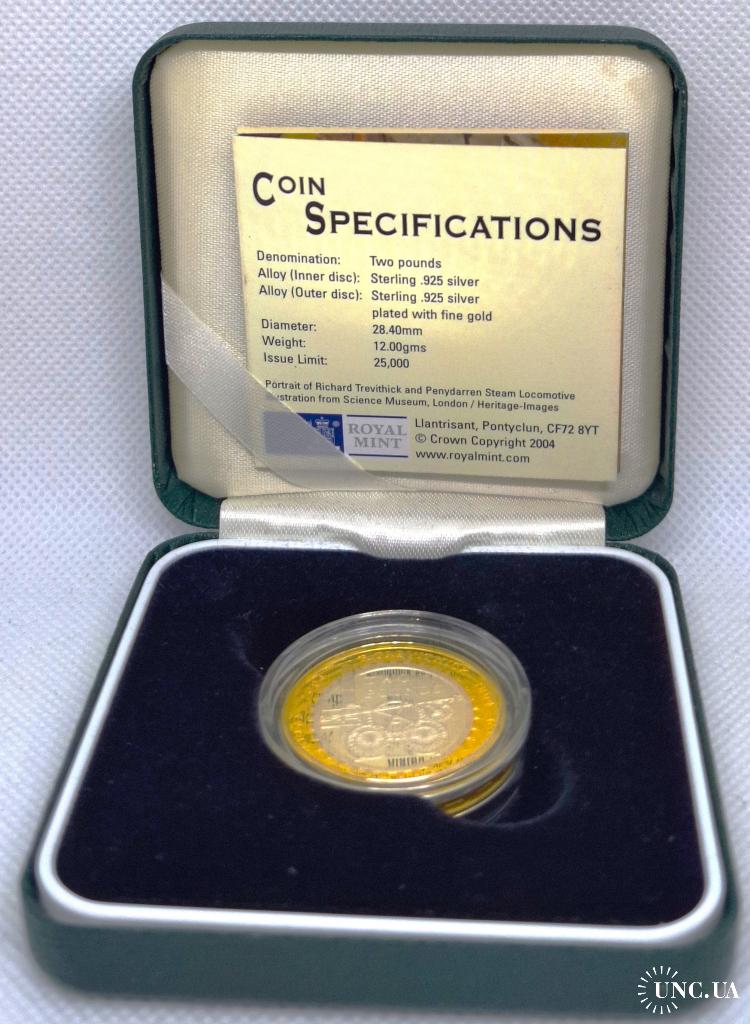 COIN
SPECIFICATIONS
Denomination: Two pounds
Alloy (Inner disc): Sterling .925 silver
Alloy (Outer disc): Sterling .925 silver
plated with fine gold
Diameter: 28.40mm
Weight: 12.00gms
Issue Limit: 25,000
Portrait of Richard Trevithick and Penydarren Steam Locomotive
ustration from Science Museum, London / Heritage-Images
ROYAL
MINT
Llantrisant, Pontyclun, CF72 8YT
© Crown Copyright 2004
www.royalmint.com
UNC.UA